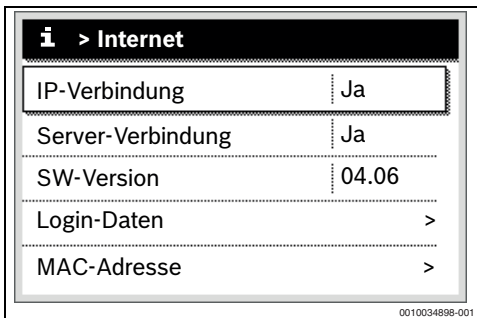 i > Internet
IP-Verbindung Ja
Server-Verbindung Ja
SW-Version 04.06
Login-Daten >
MAC-Adresse >
0010034898-001